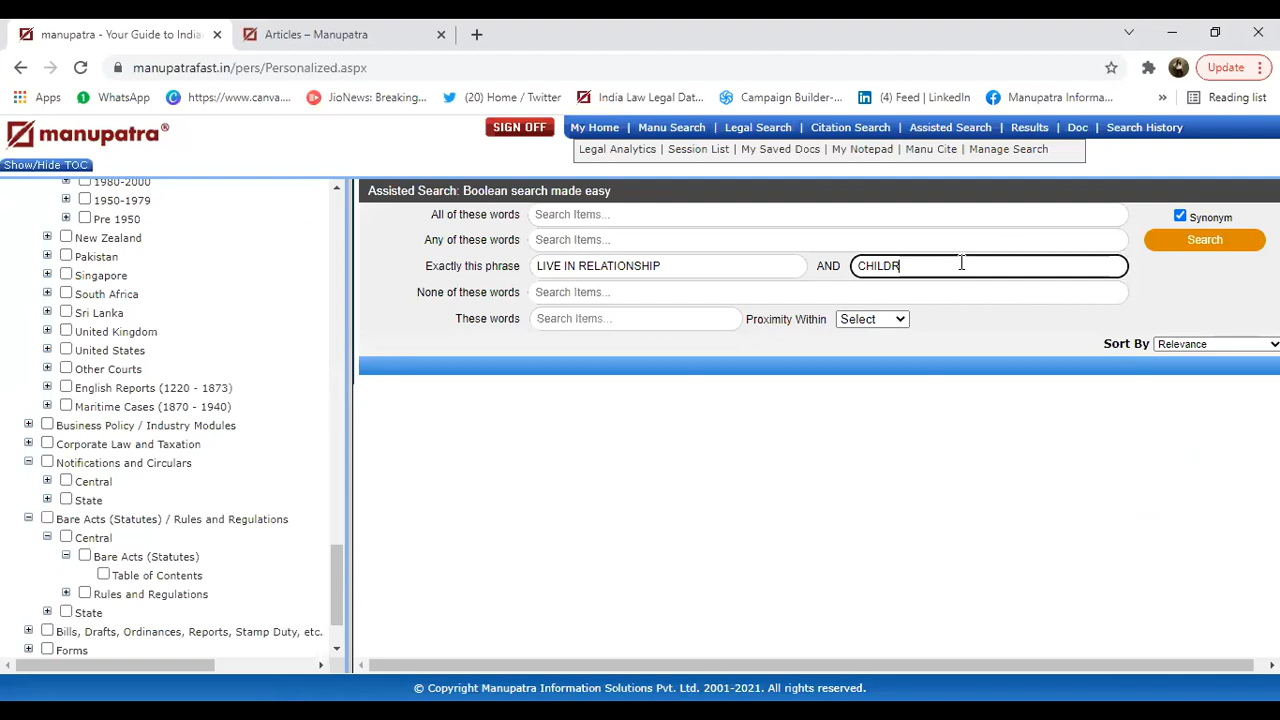 manupatra - Your Guide to India
Articles – Manupatra
manupatrafast.in/pers/Personalized.aspx
Update
Apps
WhatsApp
https://www.canva....
JioNews: Breaking...
(20) Home / Twitter
India Law Legal Dat...
Campaign Builder-...
(4) Feed | LinkedIn
Manupatra Informa...
»
Reading list
manupatra®
SIGN OFF
My Home | Manu Search | Legal Search | Citation Search | Assisted Search | Results | Doc | Search History
Legal Analytics | Session List | My Saved Docs | My Notepad | Manu Cite | Manage Search
Show/Hide TOC
1980-2000
1950-1979
Pre 1950
New Zealand
Pakistan
Singapore
South Africa
Sri Lanka
United Kingdom
United States
Other Courts
English Reports (1220 - 1873)
Maritime Cases (1870 - 1940)
Business Policy / Industry Modules
Corporate Law and Taxation
Notifications and Circulars
Central
State
Bare Acts (Statutes) / Rules and Regulations
Central
Bare Acts (Statutes)
Table of Contents
Rules and Regulations
State
Bills, Drafts, Ordinances, Reports, Stamp Duty, etc.
Forms
Assisted Search: Boolean search made easy
All of these words Search Items... Synonym
Any of these words Search Items... Search
Exactly this phrase LIVE IN RELATIONSHIP AND CHILDR
None of these words Search Items...
These words Search Items... Proximity Within Select
Sort By Relevance
© Copyright Manupatra Information Solutions Pvt. Ltd. 2001-2021. All rights reserved.